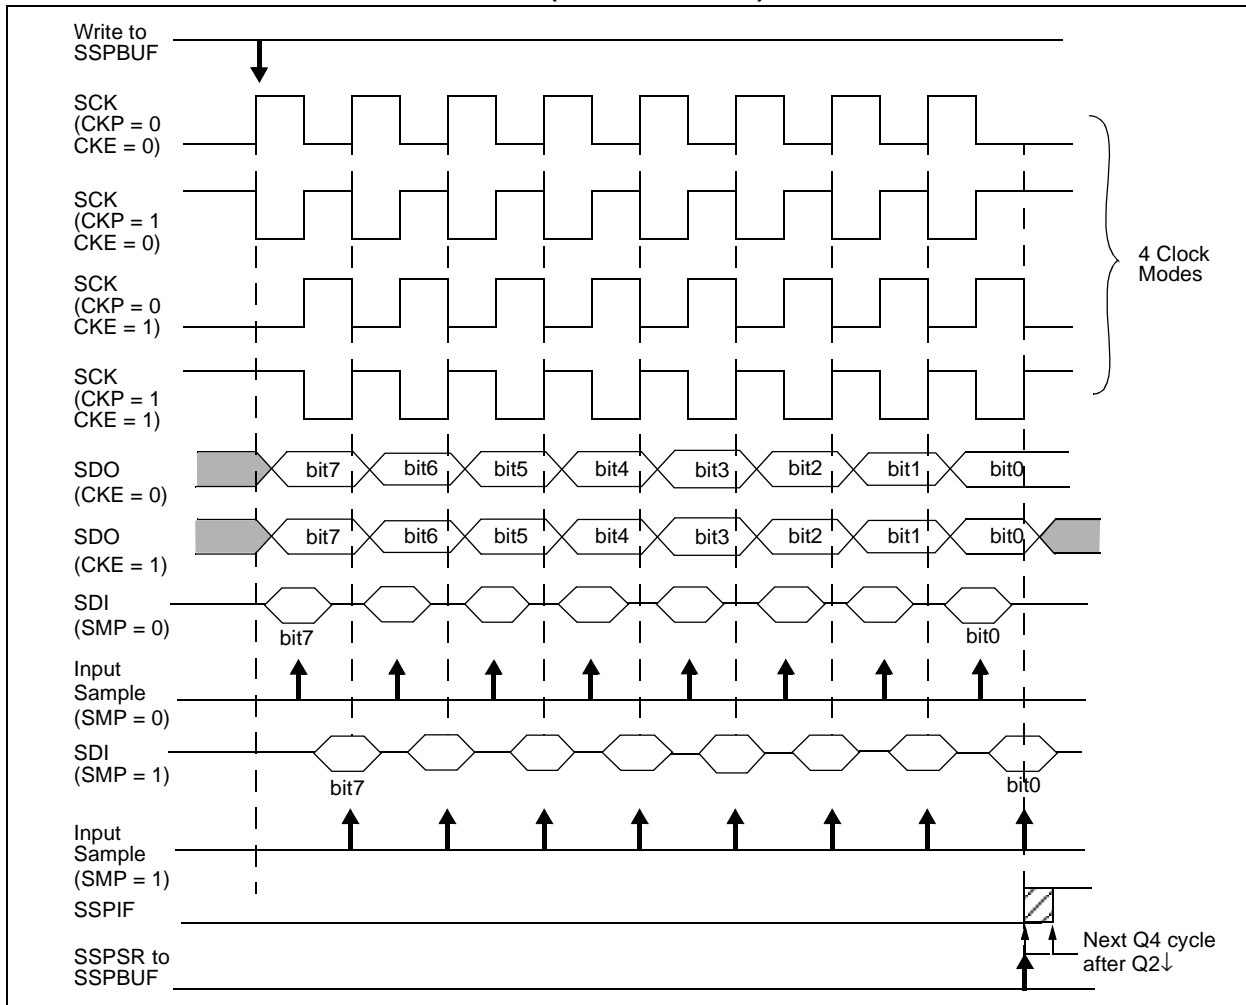 Write to
SSPBUF
SCK
(CKP = 0
CKE = 0)
SCK
(CKP = 1
CKE = 0)
SCK
(CKP = 0
CKE = 1)
SCK
(CKP = 1
CKE = 1)
4 Clock
Modes
SDO
(CKE = 0)
bit7 bit6 bit5 bit4 bit3 bit2 bit1 bit0
SDO
(CKE = 1)
bit7 bit6 bit5 bit4 bit3 bit2 bit1 bit0
SDI
(SMP = 0)
bit7 bit0
Input
Sample
(SMP = 0)
SDI
(SMP = 1)
bit7 bit0
Input
Sample
(SMP = 1)
SSPIF
SSPSR to
SSPBUF
Next Q4 cycle
after Q2↓